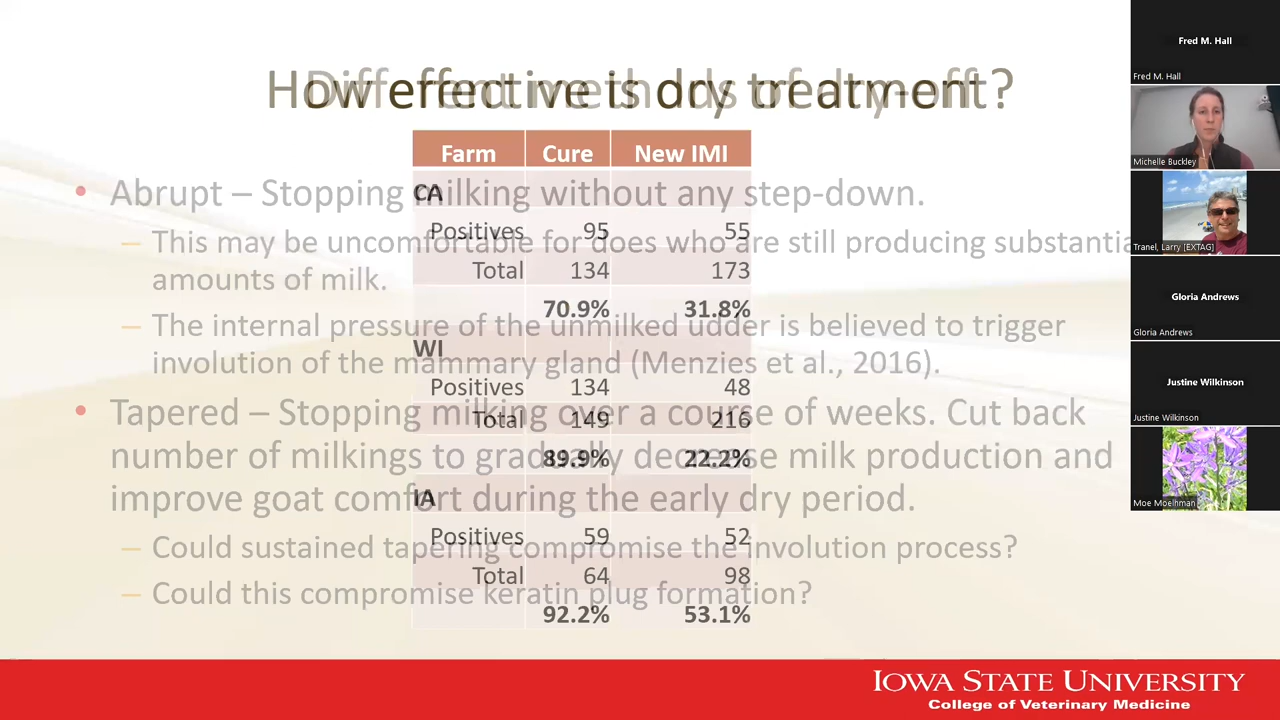 How effective is dry treatment?
Different methods of dry-off
Farm Cure New IMI
CA
Positives 95 55
Total 134 173
70.9% 31.8%
WI
Positives 134 48
Total 149 216
89.9% 22.2%
IA
Positives 59 52
Total 64 98
92.2% 53.1%
• Abrupt – Stopping milking without any step-down.
– This may be uncomfortable for does who are still producing substantia
amounts of milk.
– The internal pressure of the unmilked udder is believed to trigger
involution of the mammary gland (Menzies et al., 2016).
• Tapered – Stopping milking over a course of weeks. Cut back
number of milkings to gradually decrease milk production and
improve goat comfort during the early dry period.
– Could sustained tapering compromise the involution process?
– Could this compromise keratin plug formation?
Fred M. Hall
Fred M. Hall
Michelle Buckley
Tranel, Larry [EXTAG]
Gloria Andrews
Gloria Andrews
Justine Wilkinson
Justine Wilkinson
Moe Moelhman
IOWA STATE UNIVERSITY
College of Veterinary Medicine